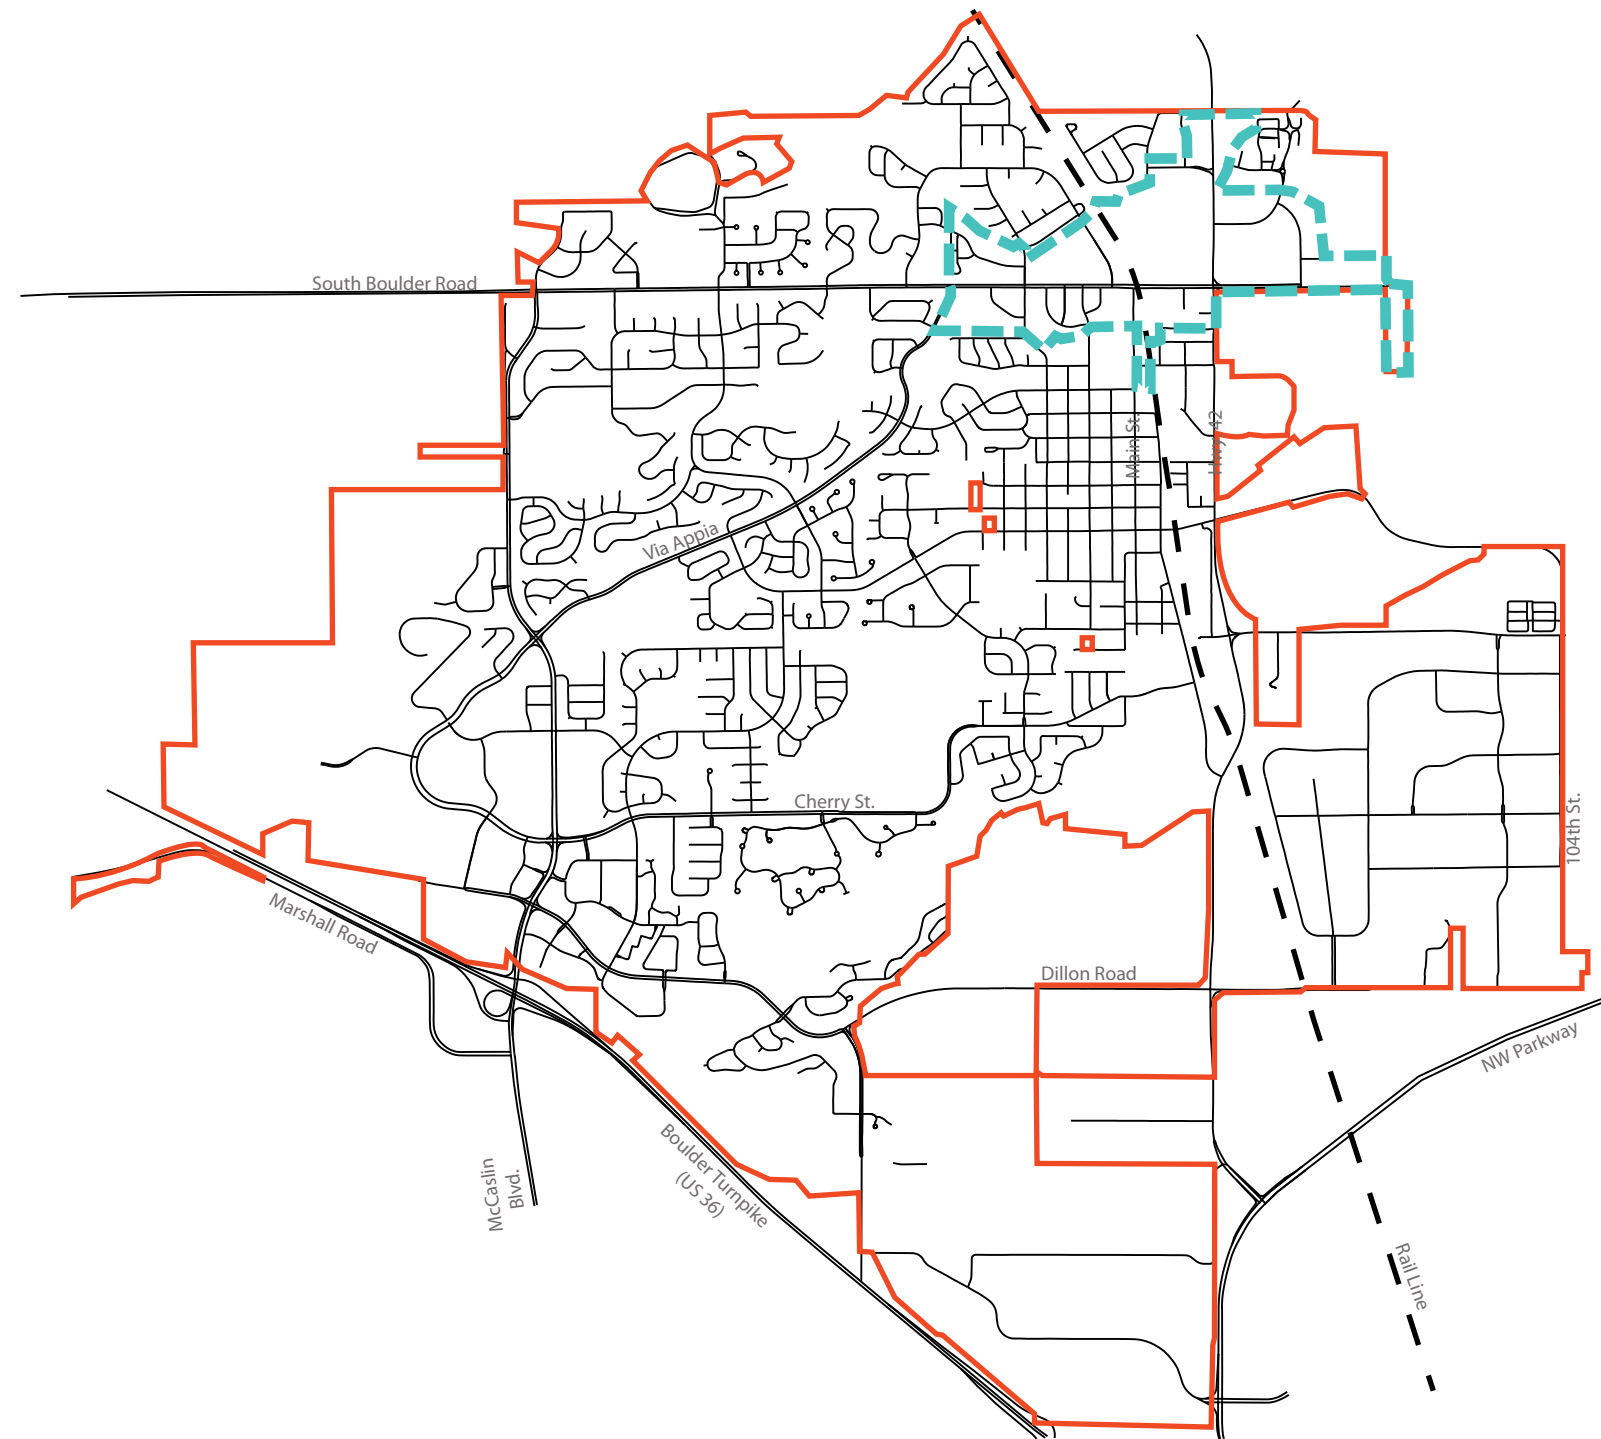 South Boulder Road
Main St.
Hwy. 42
Via Appia
Cherry St.
104th St.
Marshall Road
Dillon Road
NW Parkway
McCaslin
Blvd.
Boulder Turnpike
(US 36)
Rail Line